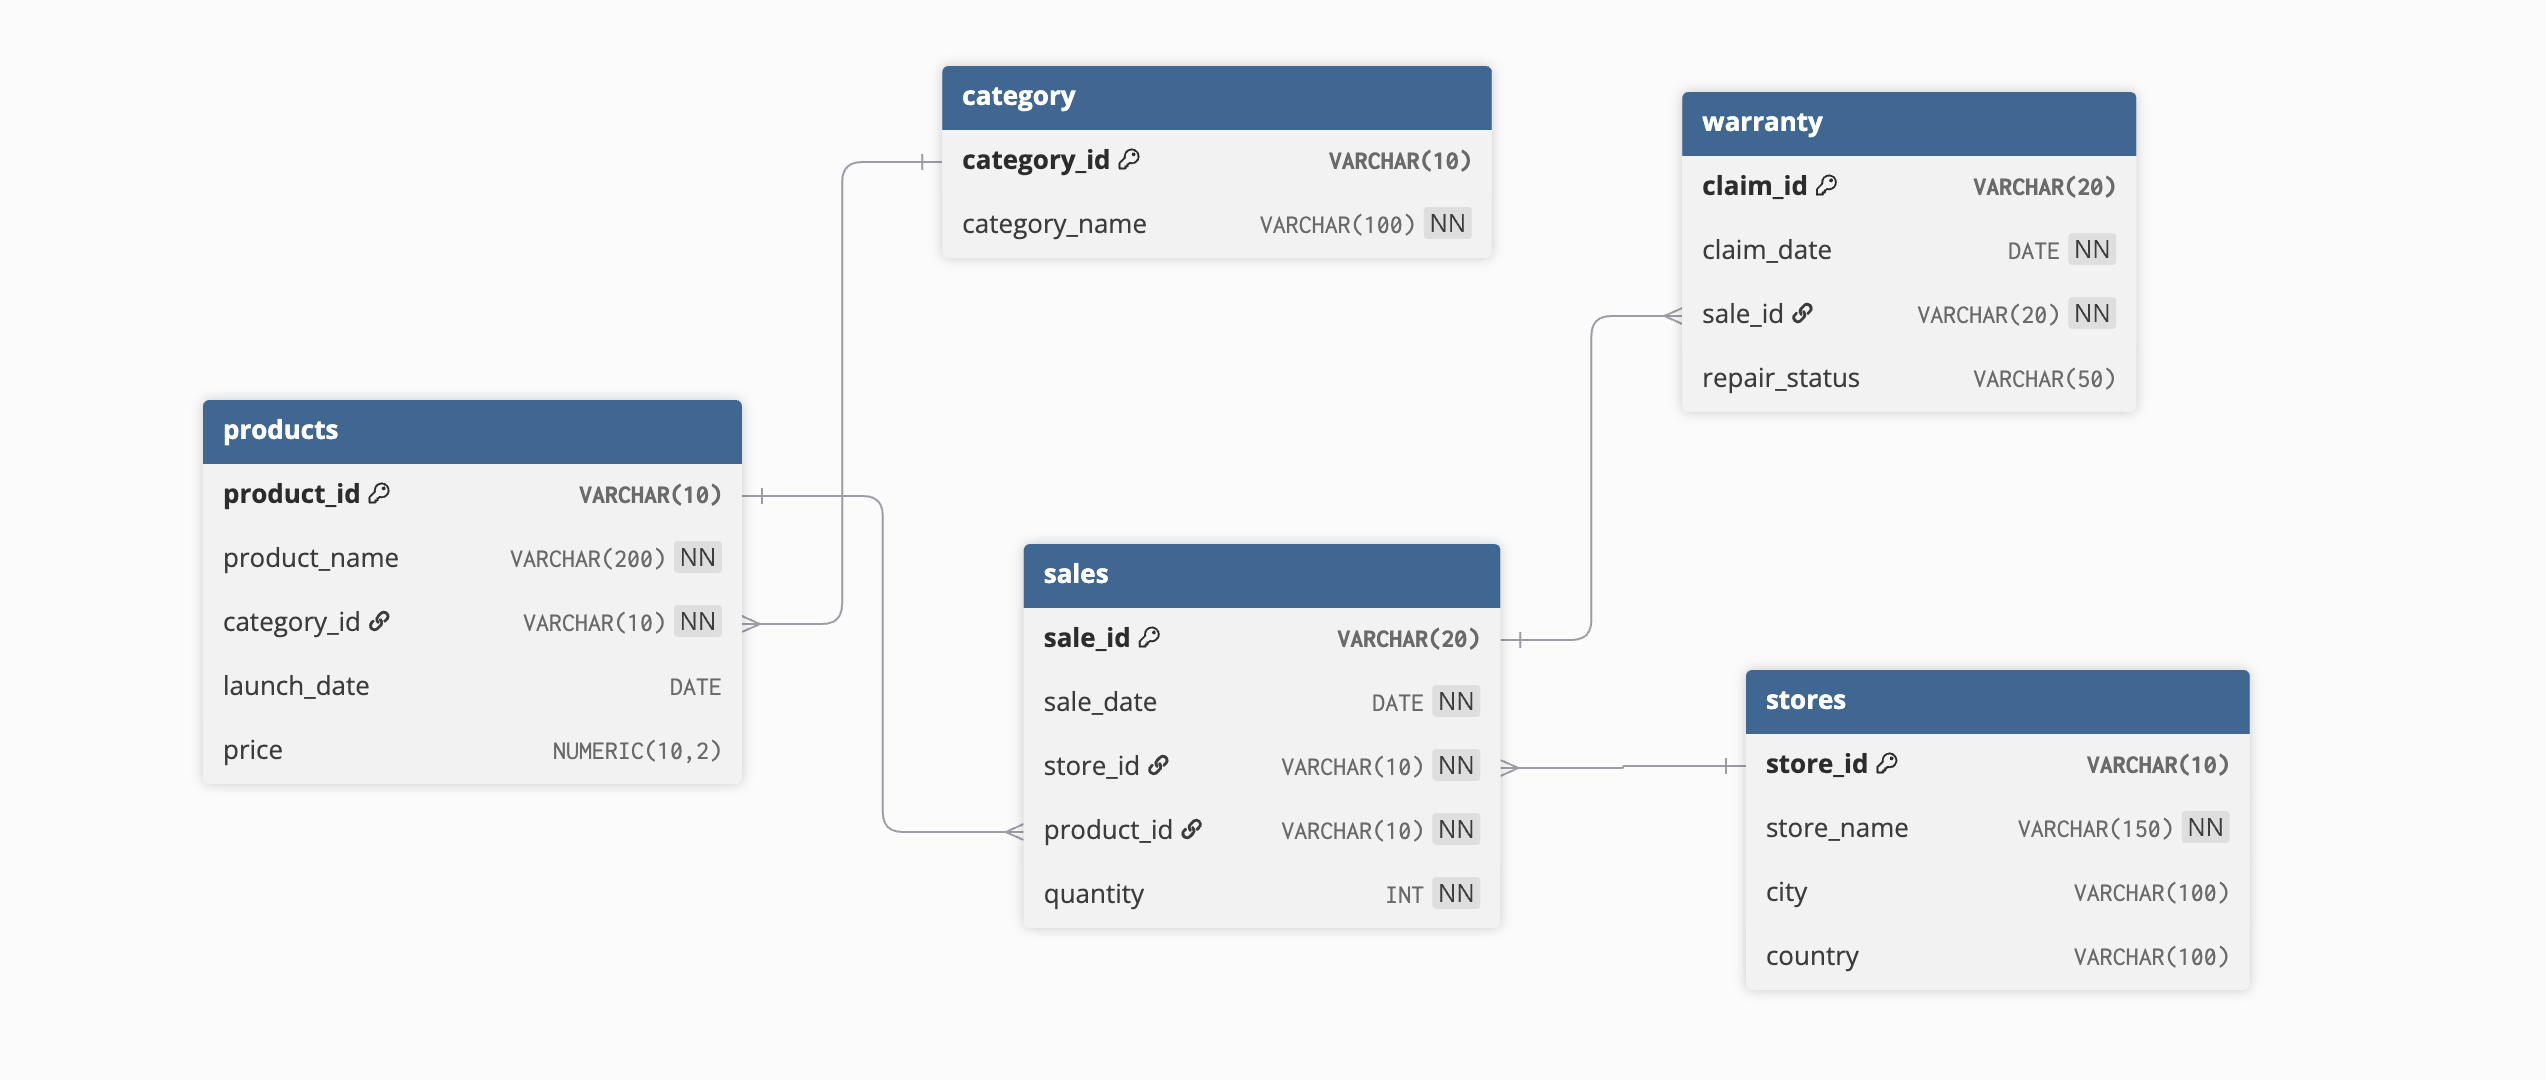 category
category_id VARCHAR(10)
category_name VARCHAR(100) NN
warranty
claim_id VARCHAR(20)
claim_date DATE NN
sale_id VARCHAR(20) NN
repair_status VARCHAR(50)
products
product_id VARCHAR(10)
product_name VARCHAR(200) NN
category_id VARCHAR(10) NN
launch_date DATE
price NUMERIC(10,2)
sales
sale_id VARCHAR(20)
sale_date DATE NN
store_id VARCHAR(10) NN
product_id VARCHAR(10) NN
quantity INT NN
stores
store_id VARCHAR(10)
store_name VARCHAR(150) NN
city VARCHAR(100)
country VARCHAR(100)